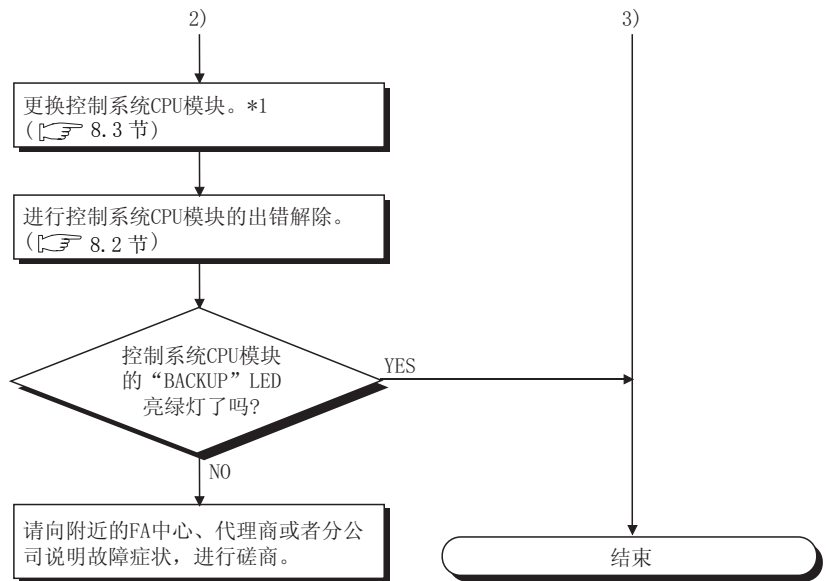 2)
3)
更换控制系统CPU模块。*1
( 8.3 节)
进行控制系统CPU模块的出错解除。
( 8.2 节)
控制系统CPU模块
的“BACKUP”LED
亮绿灯了吗?
YES
NO
请向附近的FA中心、代理商或者分公
司说明故障症状，进行磋商。
结束